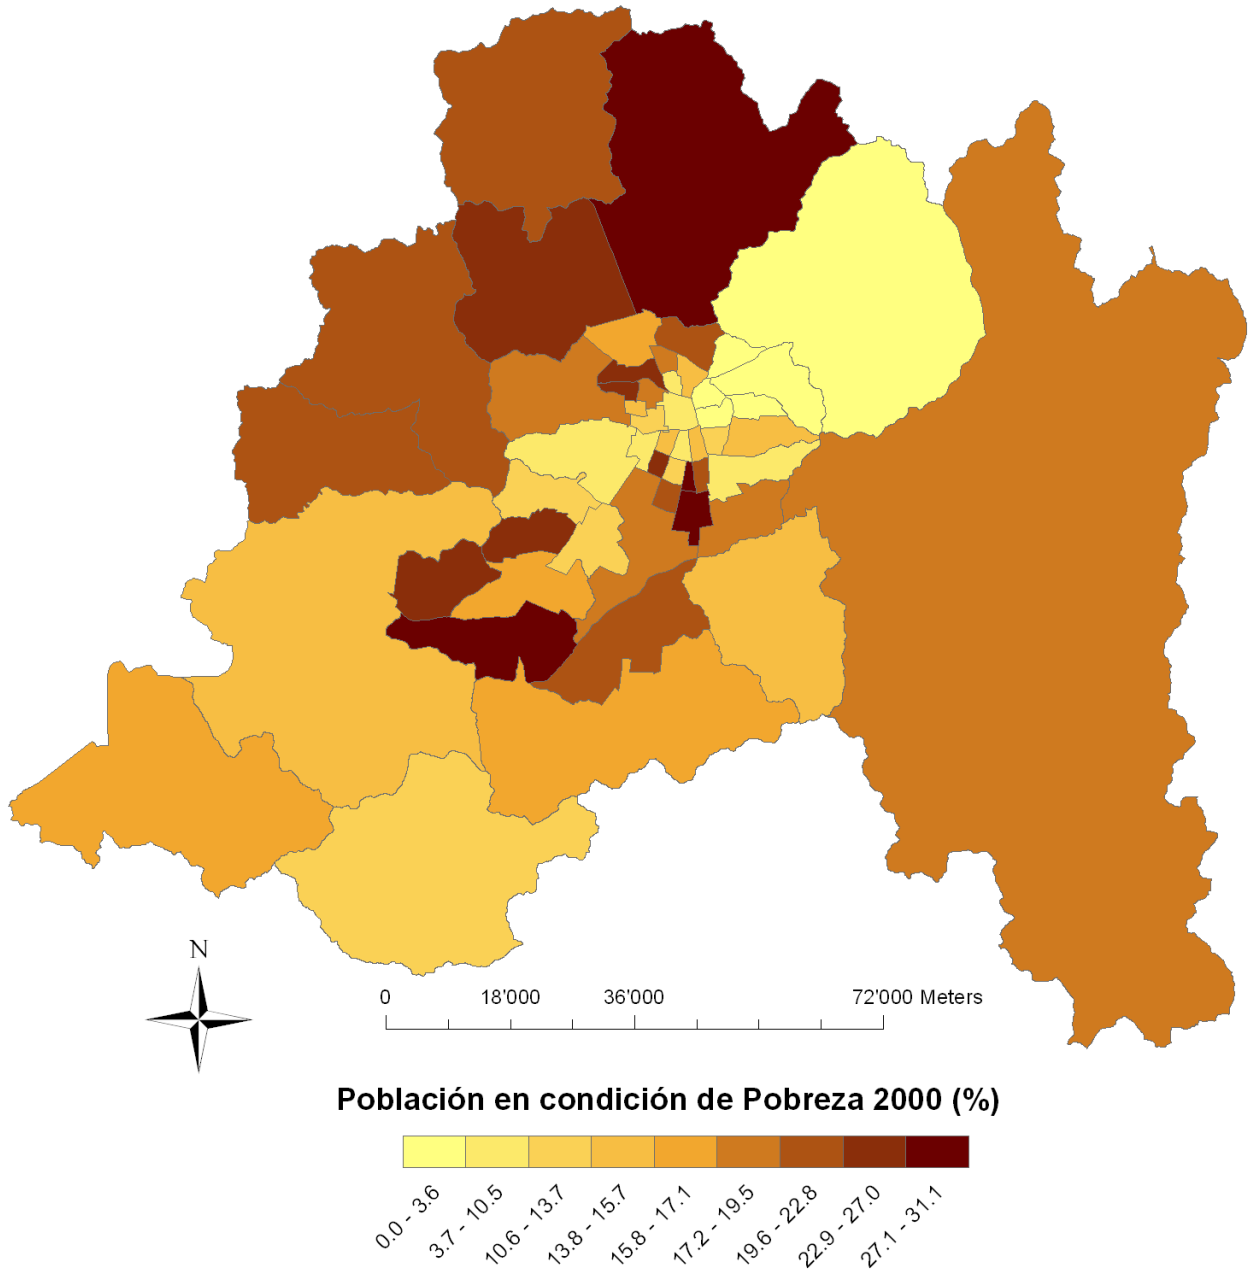 N
0 18'000 36'000 72'000 Meters
Población en condición de Pobreza 2000 (%)
0.0 - 3.6
3.7 - 10.5
10.6 - 13.7
13.8 - 15.7
15.8 - 17.1
17.2 - 19.5
19.6 - 22.8
22.9 - 27.0
27.1 - 31.1